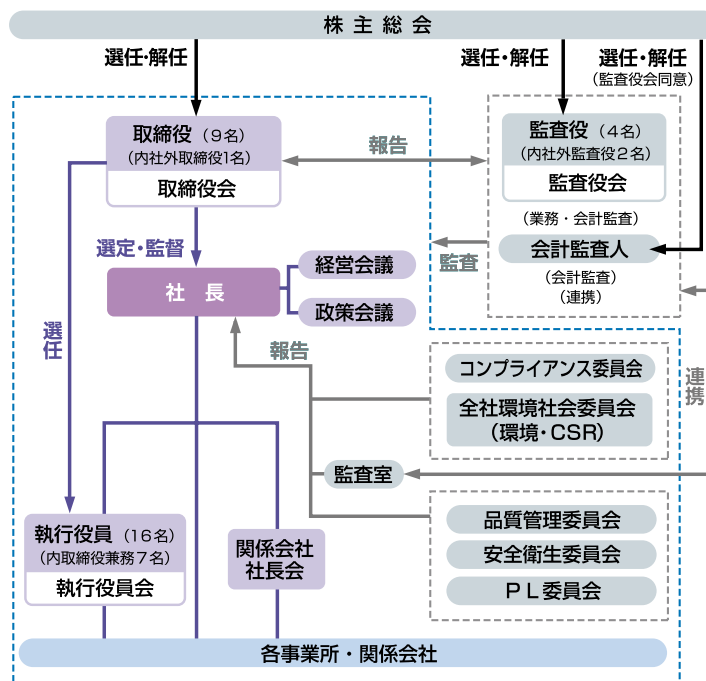 株主総会
選任・解任
選任・解任
選任・解任
（監査役会同意）
取締役（9名）
（内社外取締役1名）
取締役会
報告
監査役（4名）
（内社外監査役2名）
監査役会
（業務・会計監査）
会計監査人
（会計監査）
（連携）
選定・監督
監査
社長
経営会議
政策会議
選任
報告
コンプライアンス委員会
全社環境社会委員会
（環境・CSR）
連携
監査室
執行役員（16名）
（内取締役兼務7名）
執行役員会
関係会社
社長会
品質管理委員会
安全衛生委員会
PL委員会
各事業所・関係会社